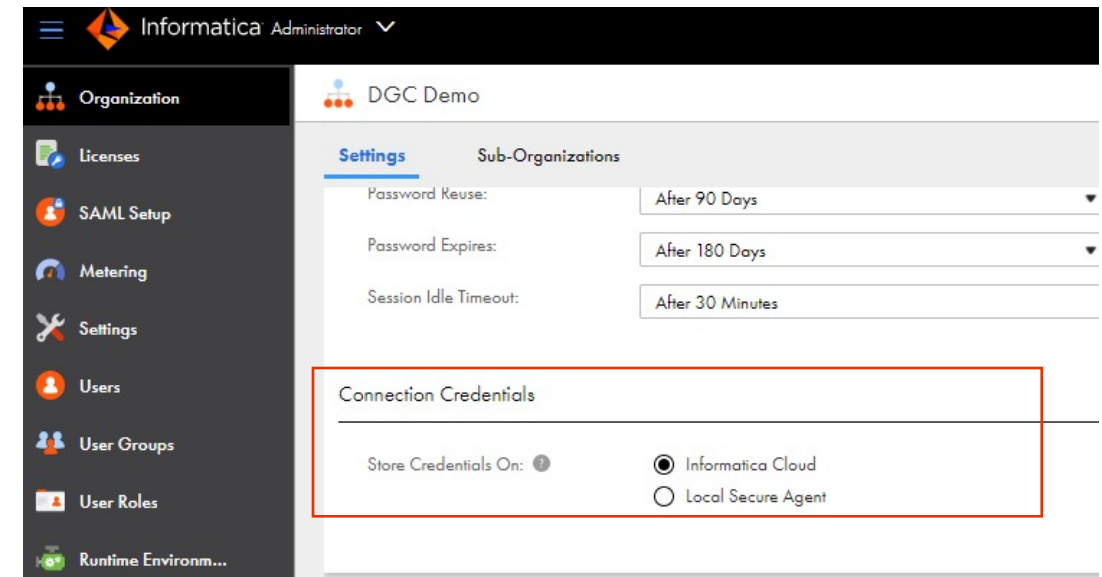 Informatica Administrator
Organization
Licenses
SAML Setup
Metering
Settings
Users
User Groups
User Roles
Runtime Environm...
DGC Demo
Settings Sub-Organizations
Password Reuse: After 90 Days
Password Expires: After 180 Days
Session Idle Timeout: After 30 Minutes
Connection Credentials
Store Credentials On: ? Informatica Cloud
Local Secure Agent